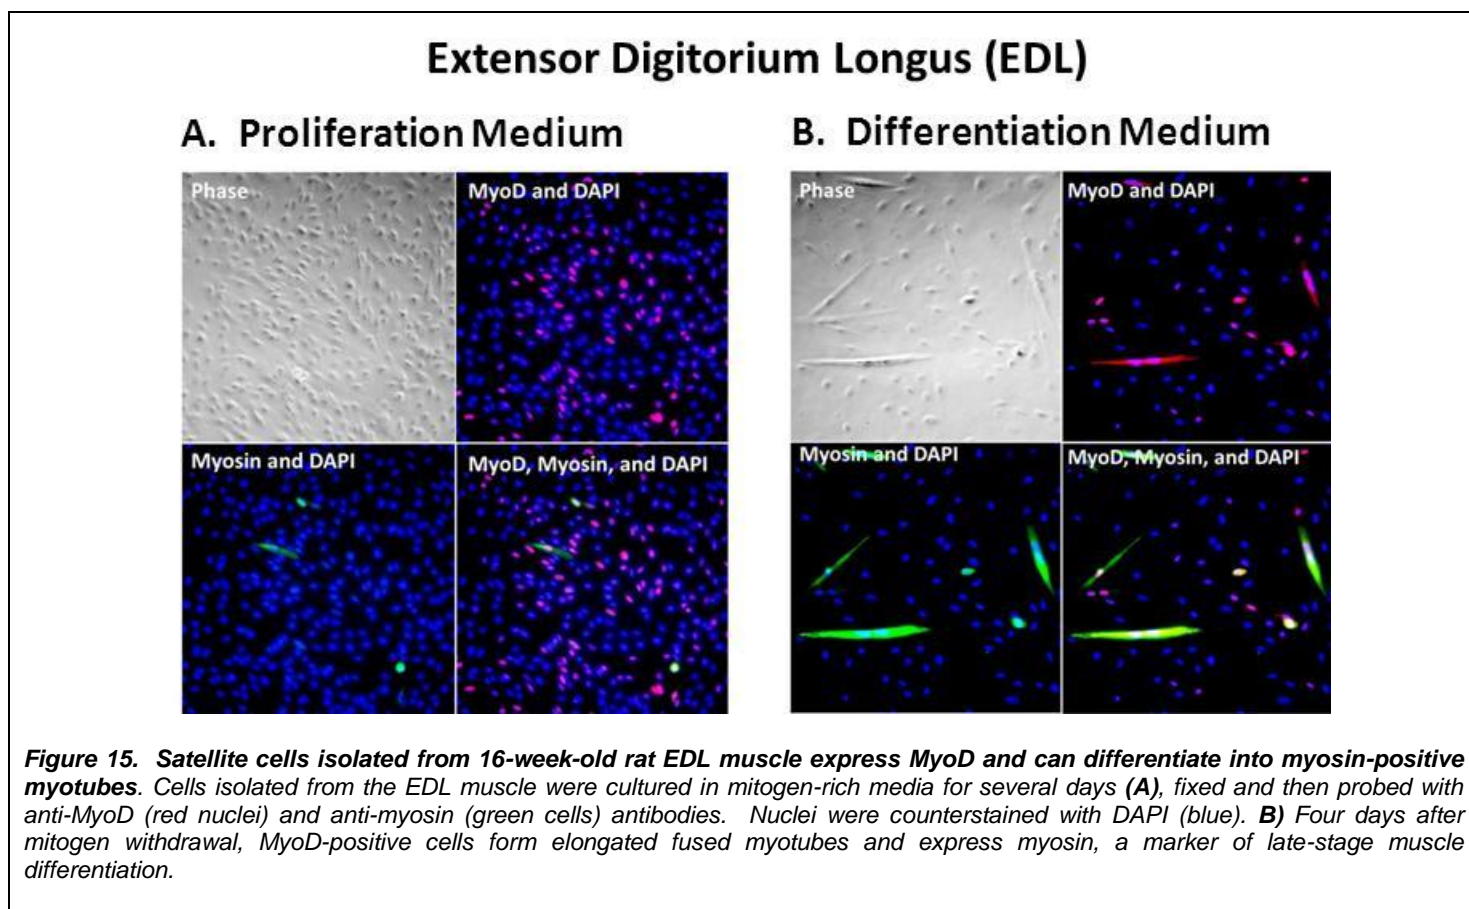 Extensor Digitorium Longus (EDL)
A. Proliferation Medium
B. Differentiation Medium
Phase
MyoD and DAPI
Phase
MyoD and DAPI
Myosin and DAPI
MyoD, Myosin, and DAPI
Myosin and DAPI
MyoD, Myosin, and DAPI
Figure 15. Satellite cells isolated from 16-week-old rat EDL muscle express MyoD and can differentiate into myosin-positive
myotubes. Cells isolated from the EDL muscle were cultured in mitogen-rich media for several days (A), fixed and then probed with
anti-MyoD (red nuclei) and anti-myosin (green cells) antibodies. Nuclei were counterstained with DAPI (blue). B) Four days after
mitogen withdrawal, MyoD-positive cells form elongated fused myotubes and express myosin, a marker of late-stage muscle
differentiation.